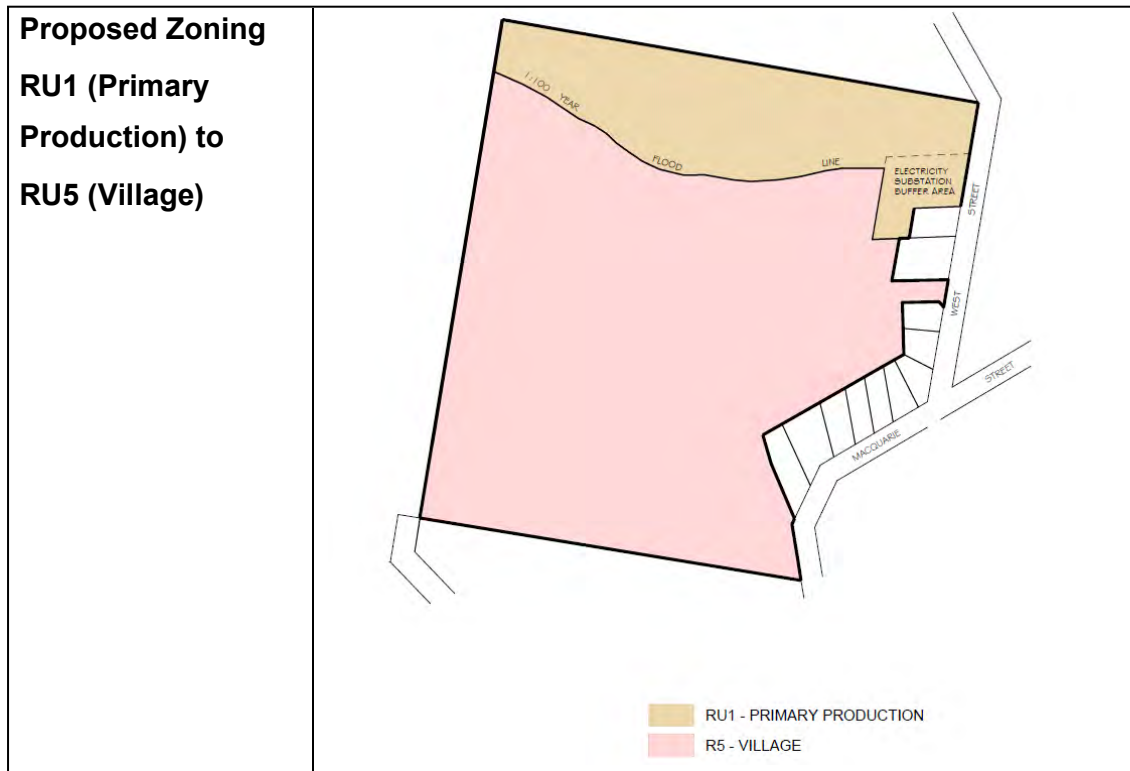 Proposed Zoning
RU1 (Primary
Production) to
RU5 (Village)
1:100 YEAR FLOOD LINE
ELECTRICITY
SUBSTATION
BUFFER AREA
WEST STREET
MACQUARIE STREET
RU1 - PRIMARY PRODUCTION
R5 - VILLAGE